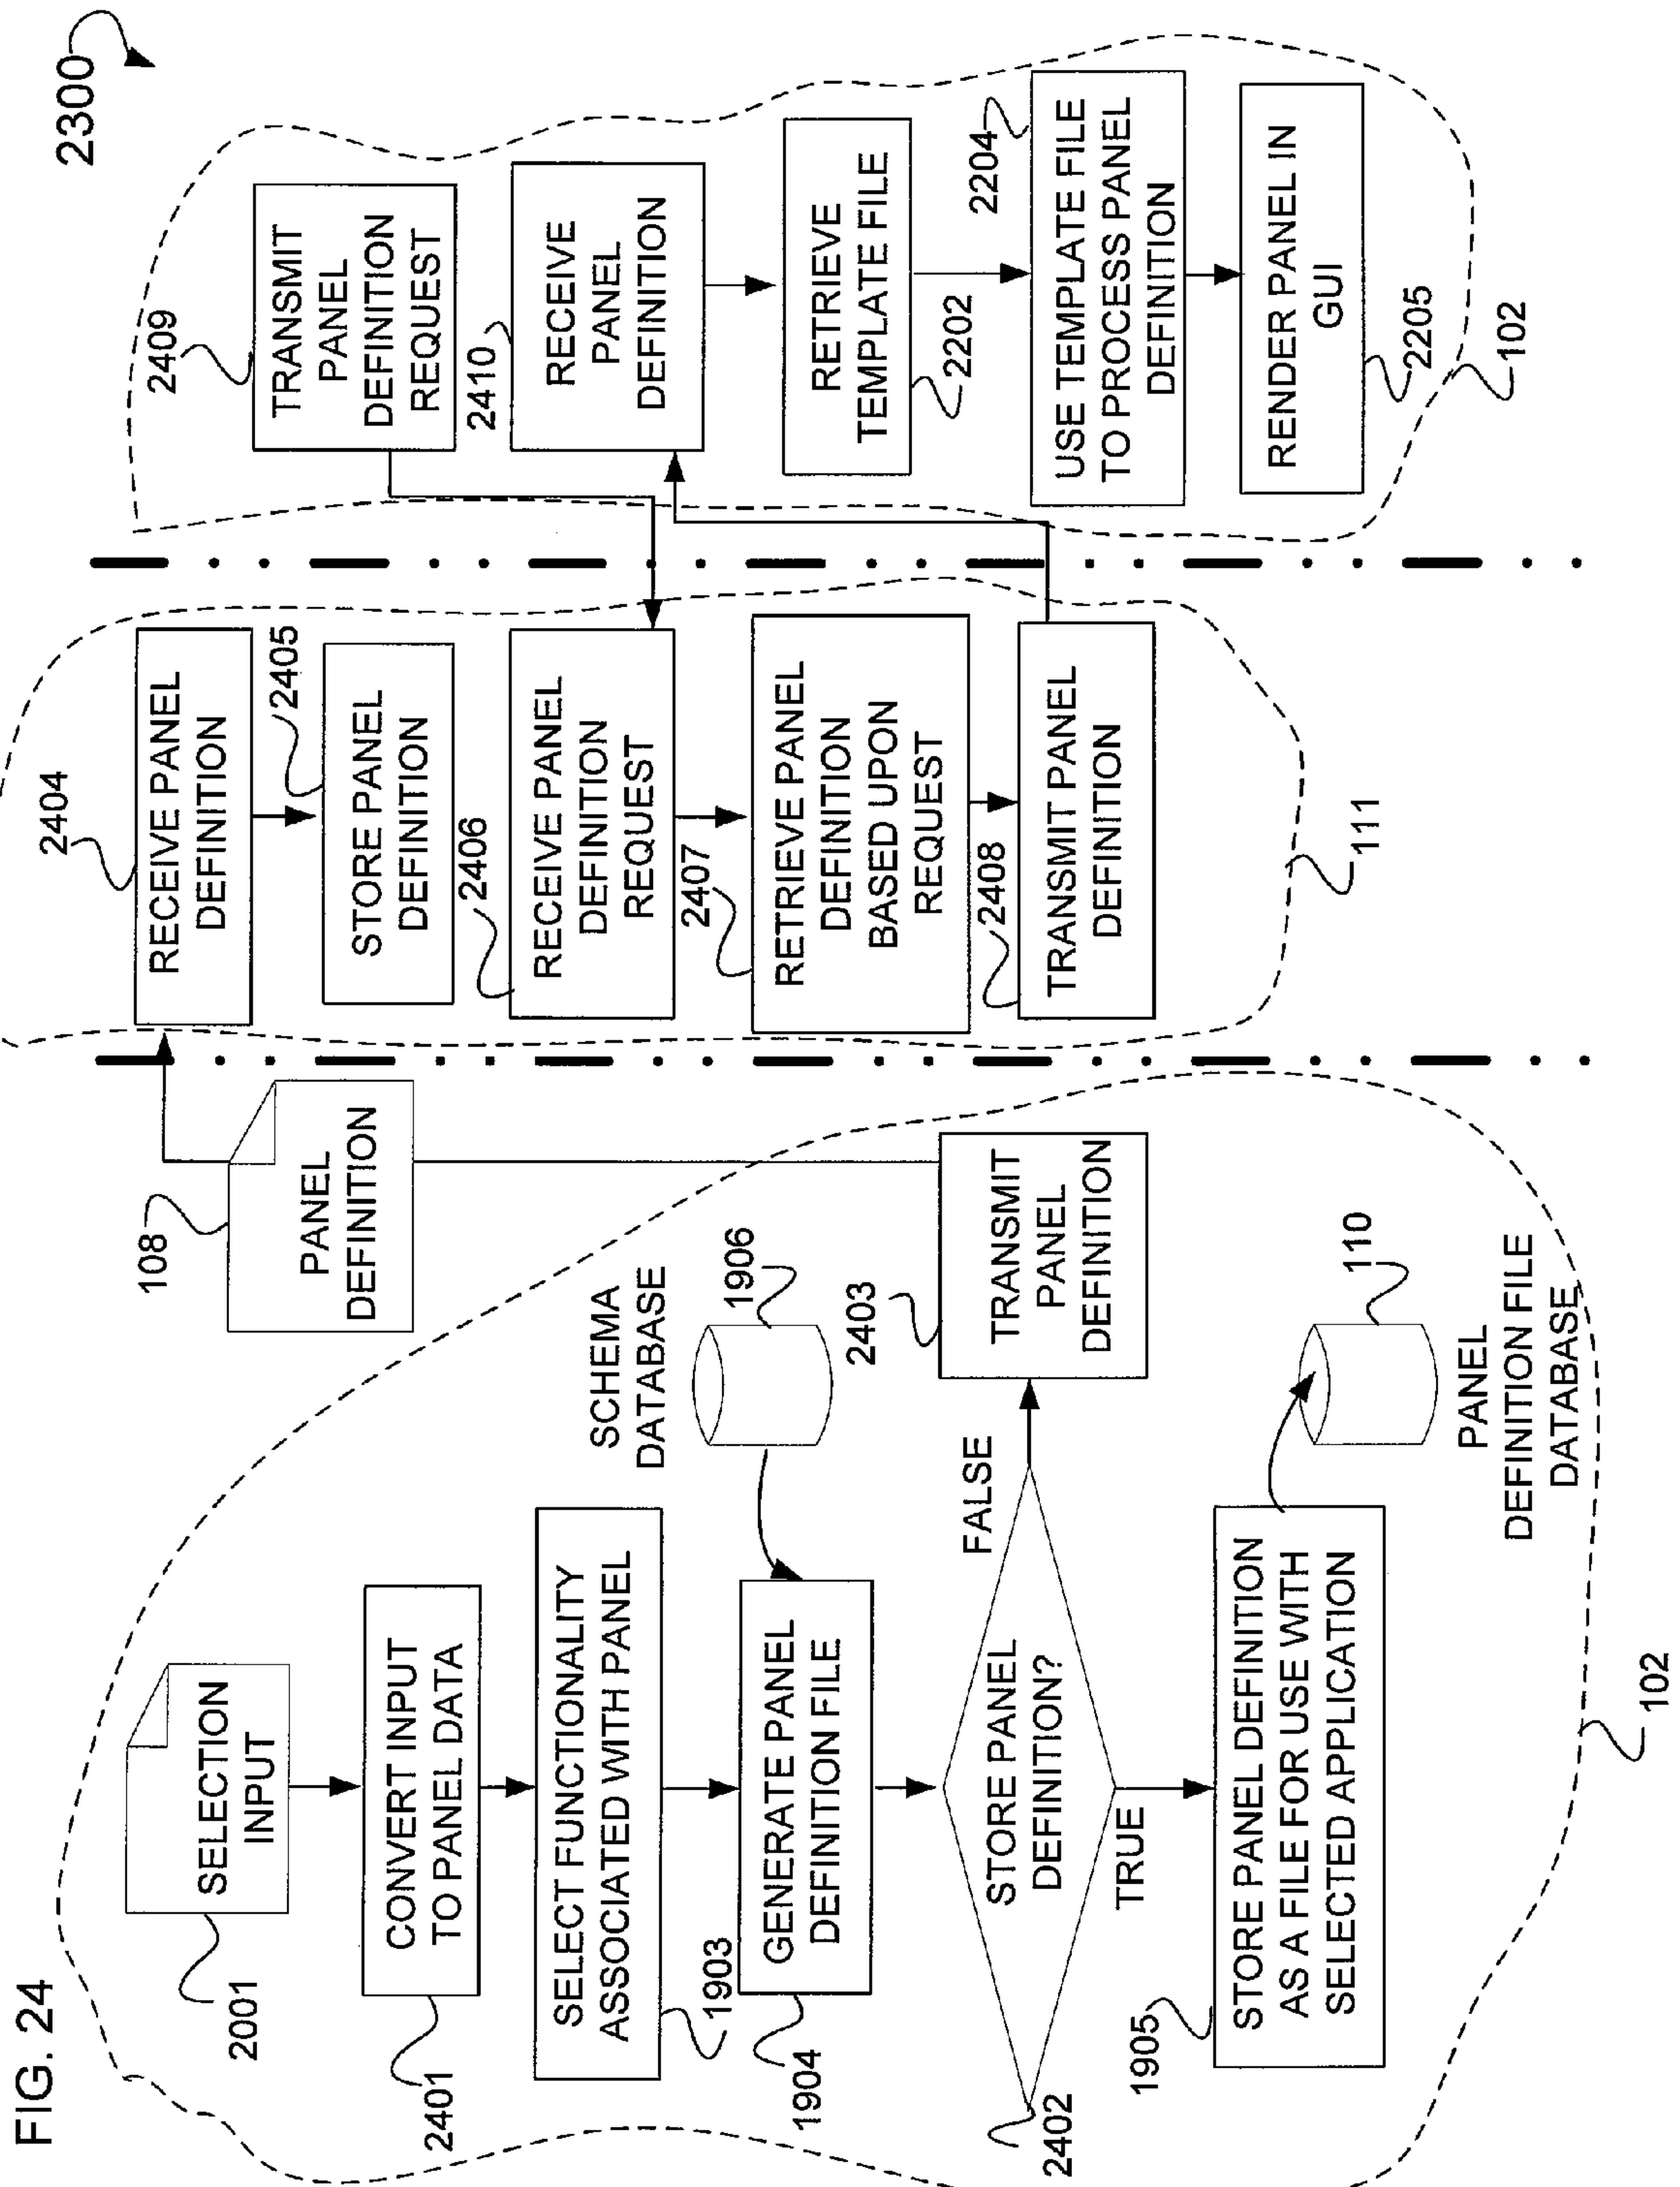 FIG. 24
2300
2001
SELECTION
INPUT
2401
CONVERT INPUT
TO PANEL DATA
SELECT FUNCTIONALITY
ASSOCIATED WITH PANEL
1903
1904
GENERATE PANEL
DEFINITION FILE
SCHEMA
DATABASE
1906
2402
STORE PANEL
DEFINITION?
FALSE
TRUE
2403
TRANSMIT
PANEL
DEFINITION
1905
STORE PANEL DEFINITION
AS A FILE FOR USE WITH
SELECTED APPLICATION
110
PANEL
DEFINITION FILE
DATABASE
102
108
PANEL
DEFINITION
2404
RECEIVE PANEL
DEFINITION
2405
STORE PANEL
DEFINITION
2406
RECEIVE PANEL
DEFINITION
REQUEST
2407
RETRIEVE PANEL
DEFINITION
BASED UPON
REQUEST
2408
TRANSMIT PANEL
DEFINITION
111
2409
TRANSMIT
PANEL
DEFINITION
REQUEST
2410
RECEIVE
PANEL
DEFINITION
RETRIEVE
TEMPLATE FILE
2202
2204
USE TEMPLATE FILE
TO PROCESS PANEL
DEFINITION
RENDER PANEL IN
GUI
2205
102